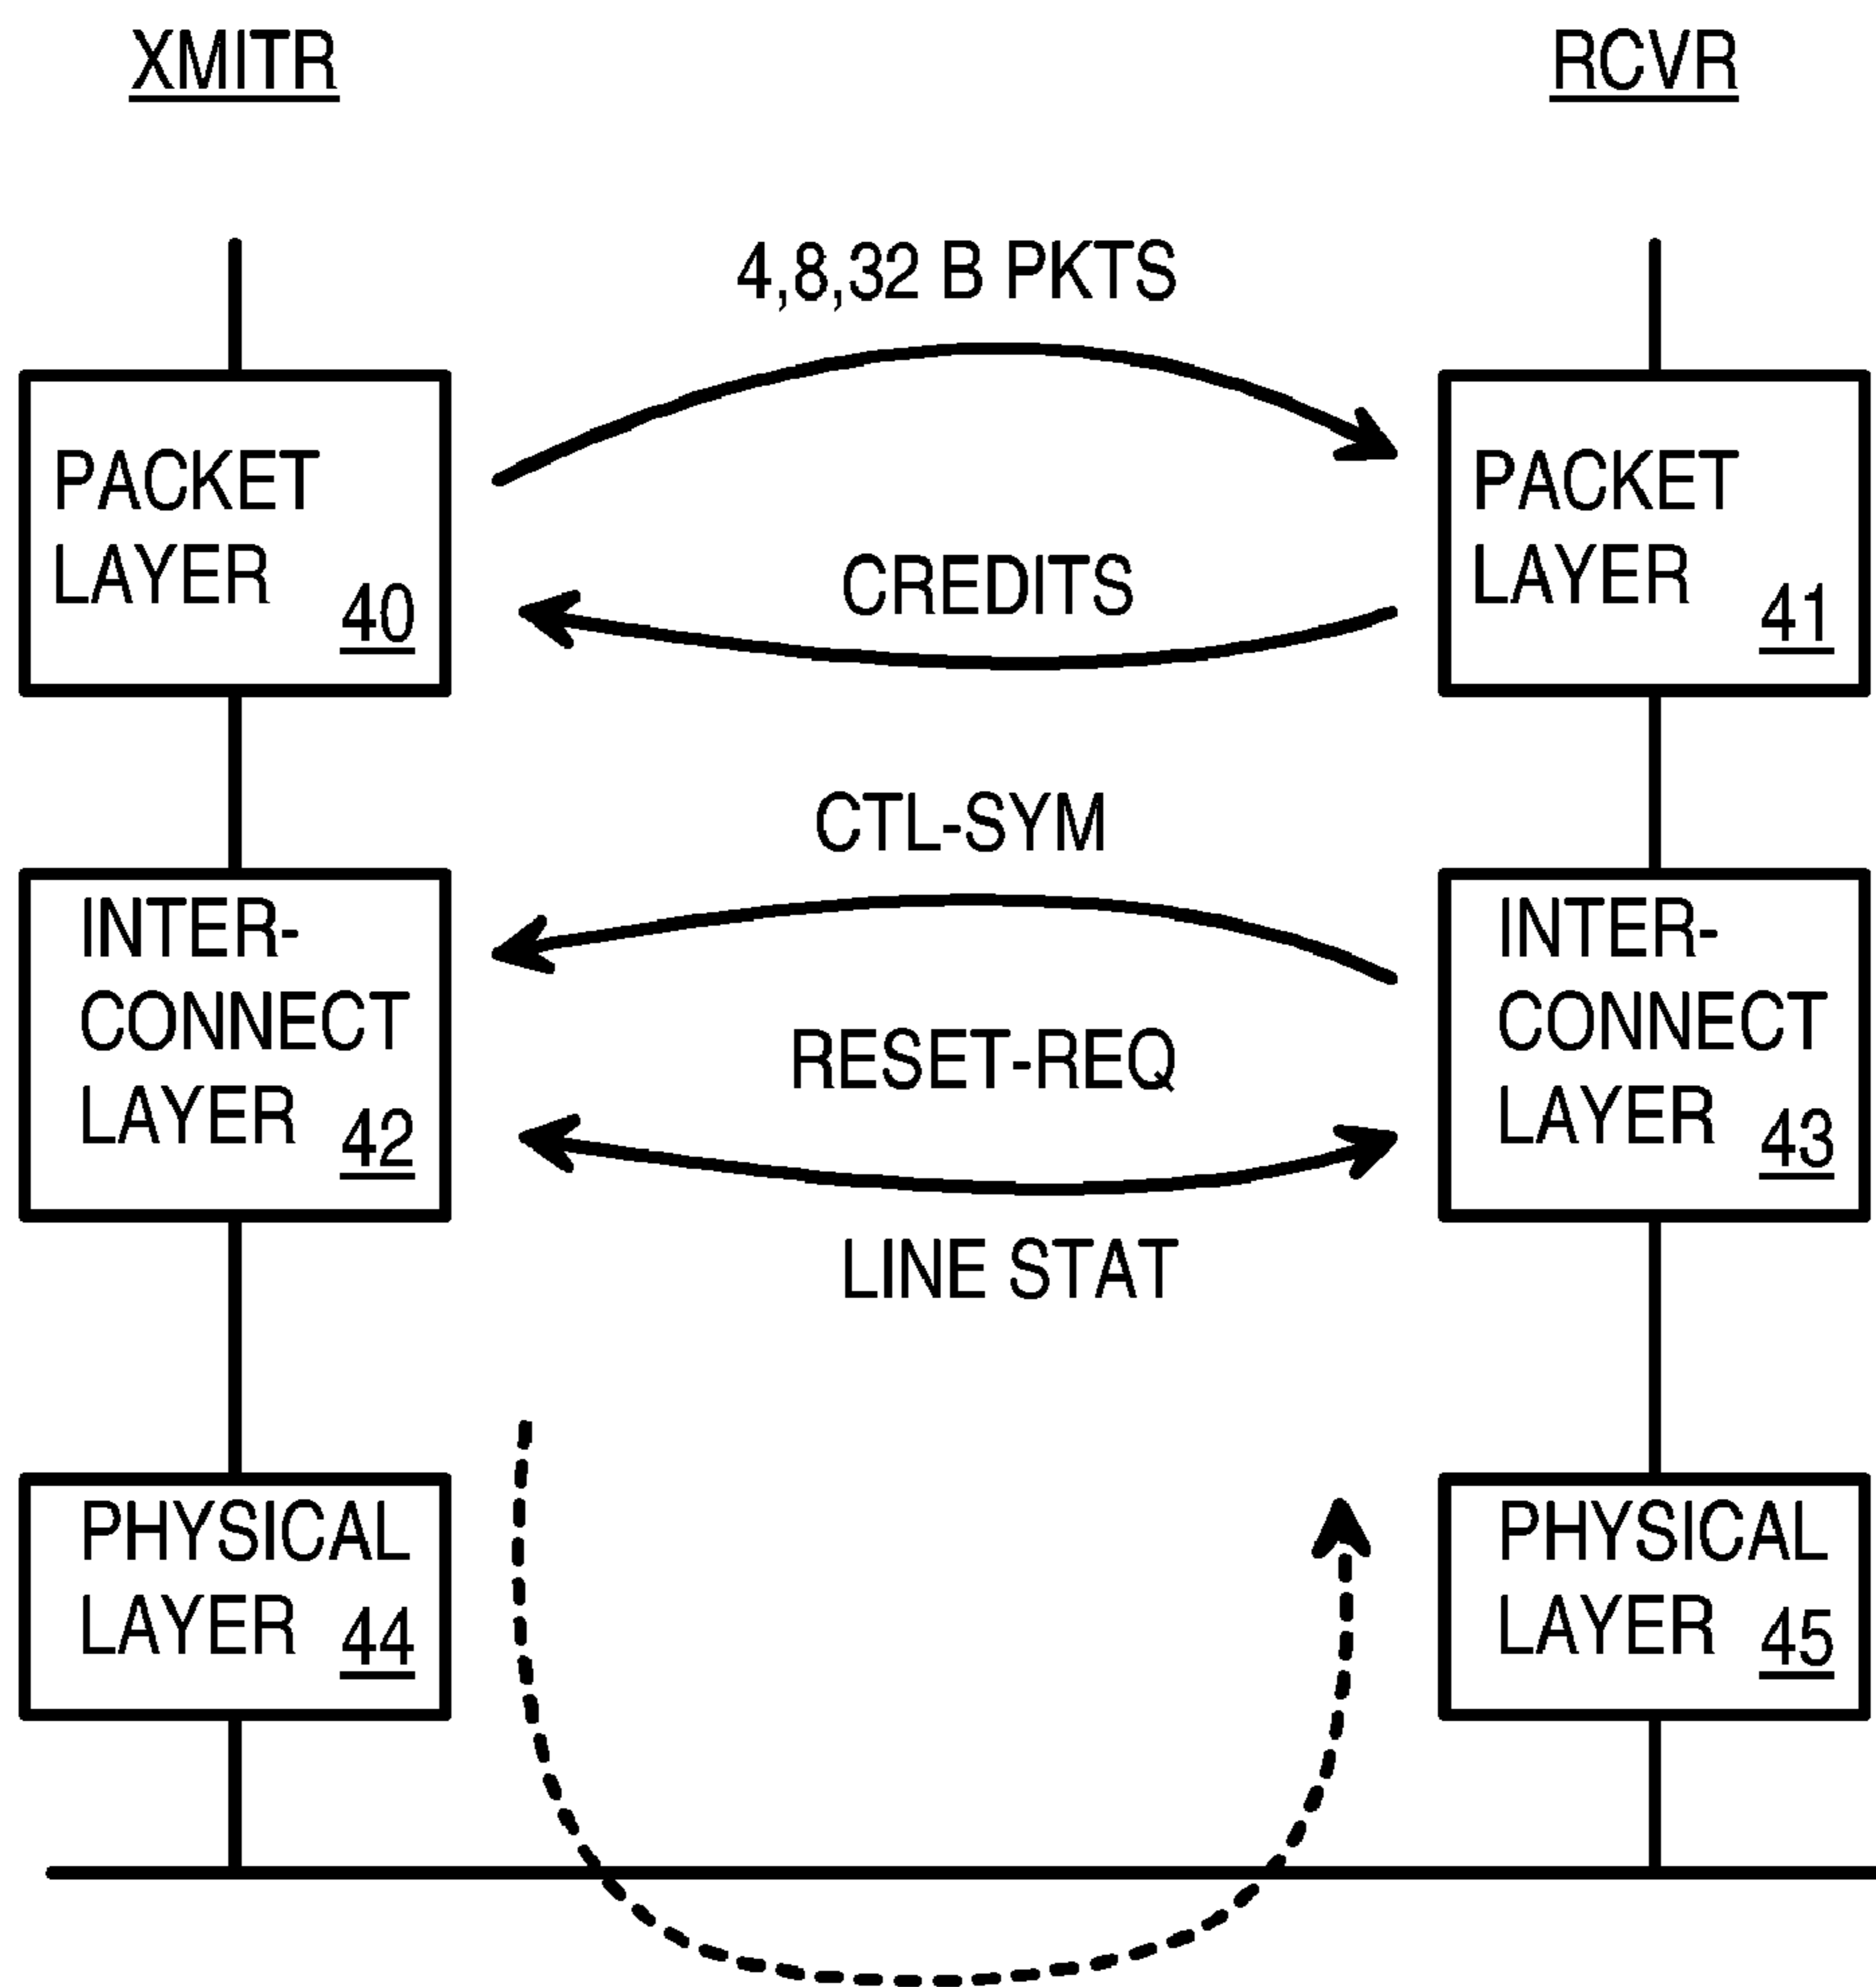 XMITR
RCVR
4,8,32 B PKTS
PACKET
LAYER
40
CREDITS
PACKET
LAYER
41
CTL-SYM
INTER-
CONNECT
LAYER
42
RESET-REQ
LINE STAT
INTER-
CONNECT
LAYER
43
PHYSICAL
LAYER
44
PHYSICAL
LAYER
45